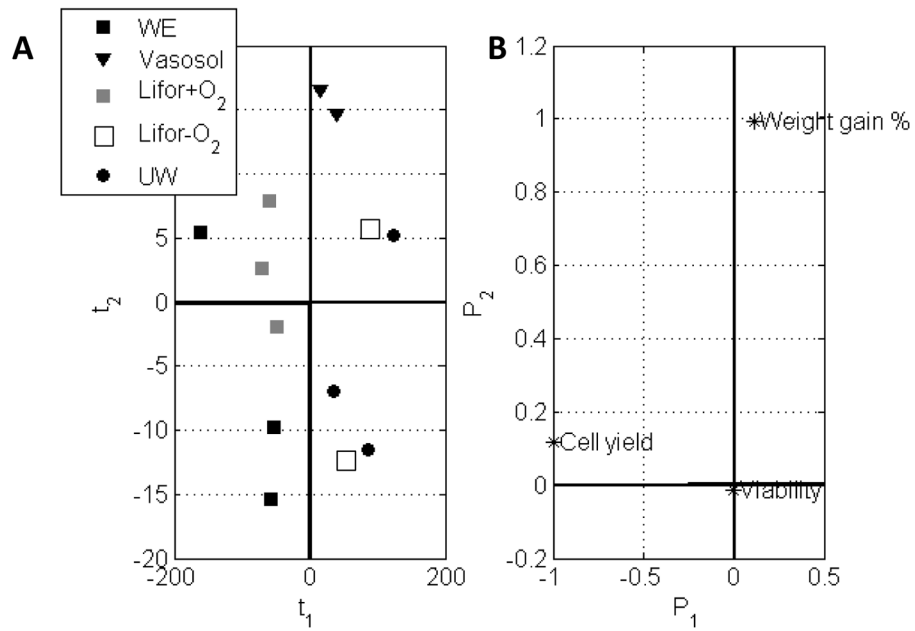 A
WE
Vasosol
Lifor+O₂
Lifor-O₂
UW
5
0
-5
-10
-15
-20
-200
0
200
t₂
t₁
B
1.2
1
0.8
0.6
0.4
0.2
0
-0.2
-1
-0.5
0
0.5
P₂
P₁
Weight gain %
Cell yield
Viability